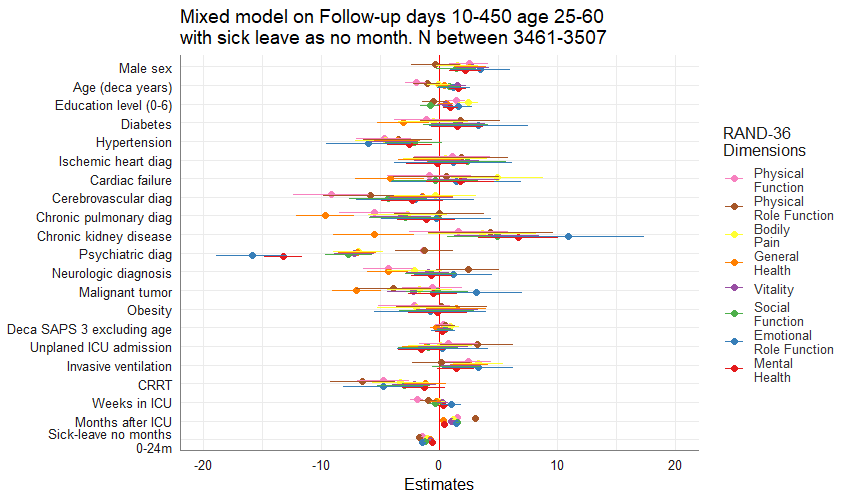 Mixed model on Follow-up days 10-450 age 25-60
with sick leave as no month. N between 3461-3507
Male sex
Age (deca years)
Education level (0-6)
Diabetes
Hypertension
Ischemic heart diag
Cardiac failure
Cerebrovascular diag
Chronic pulmonary diag
Chronic kidney disease
Psychiatric diag
Neurologic diagnosis
Malignant tumor
Obesity
Deca SAPS 3 excluding age
Unplaned ICU admission
Invasive ventilation
CRRT
Weeks in ICU
Months after ICU
Sick-leave no months
0-24m
-20
-10
0
10
20
Estimates
RAND-36
Dimensions
Physical
Function
Physical
Role Function
Bodily
Pain
General
Health
Vitality
Social
Function
Emotional
Role Function
Mental
Health